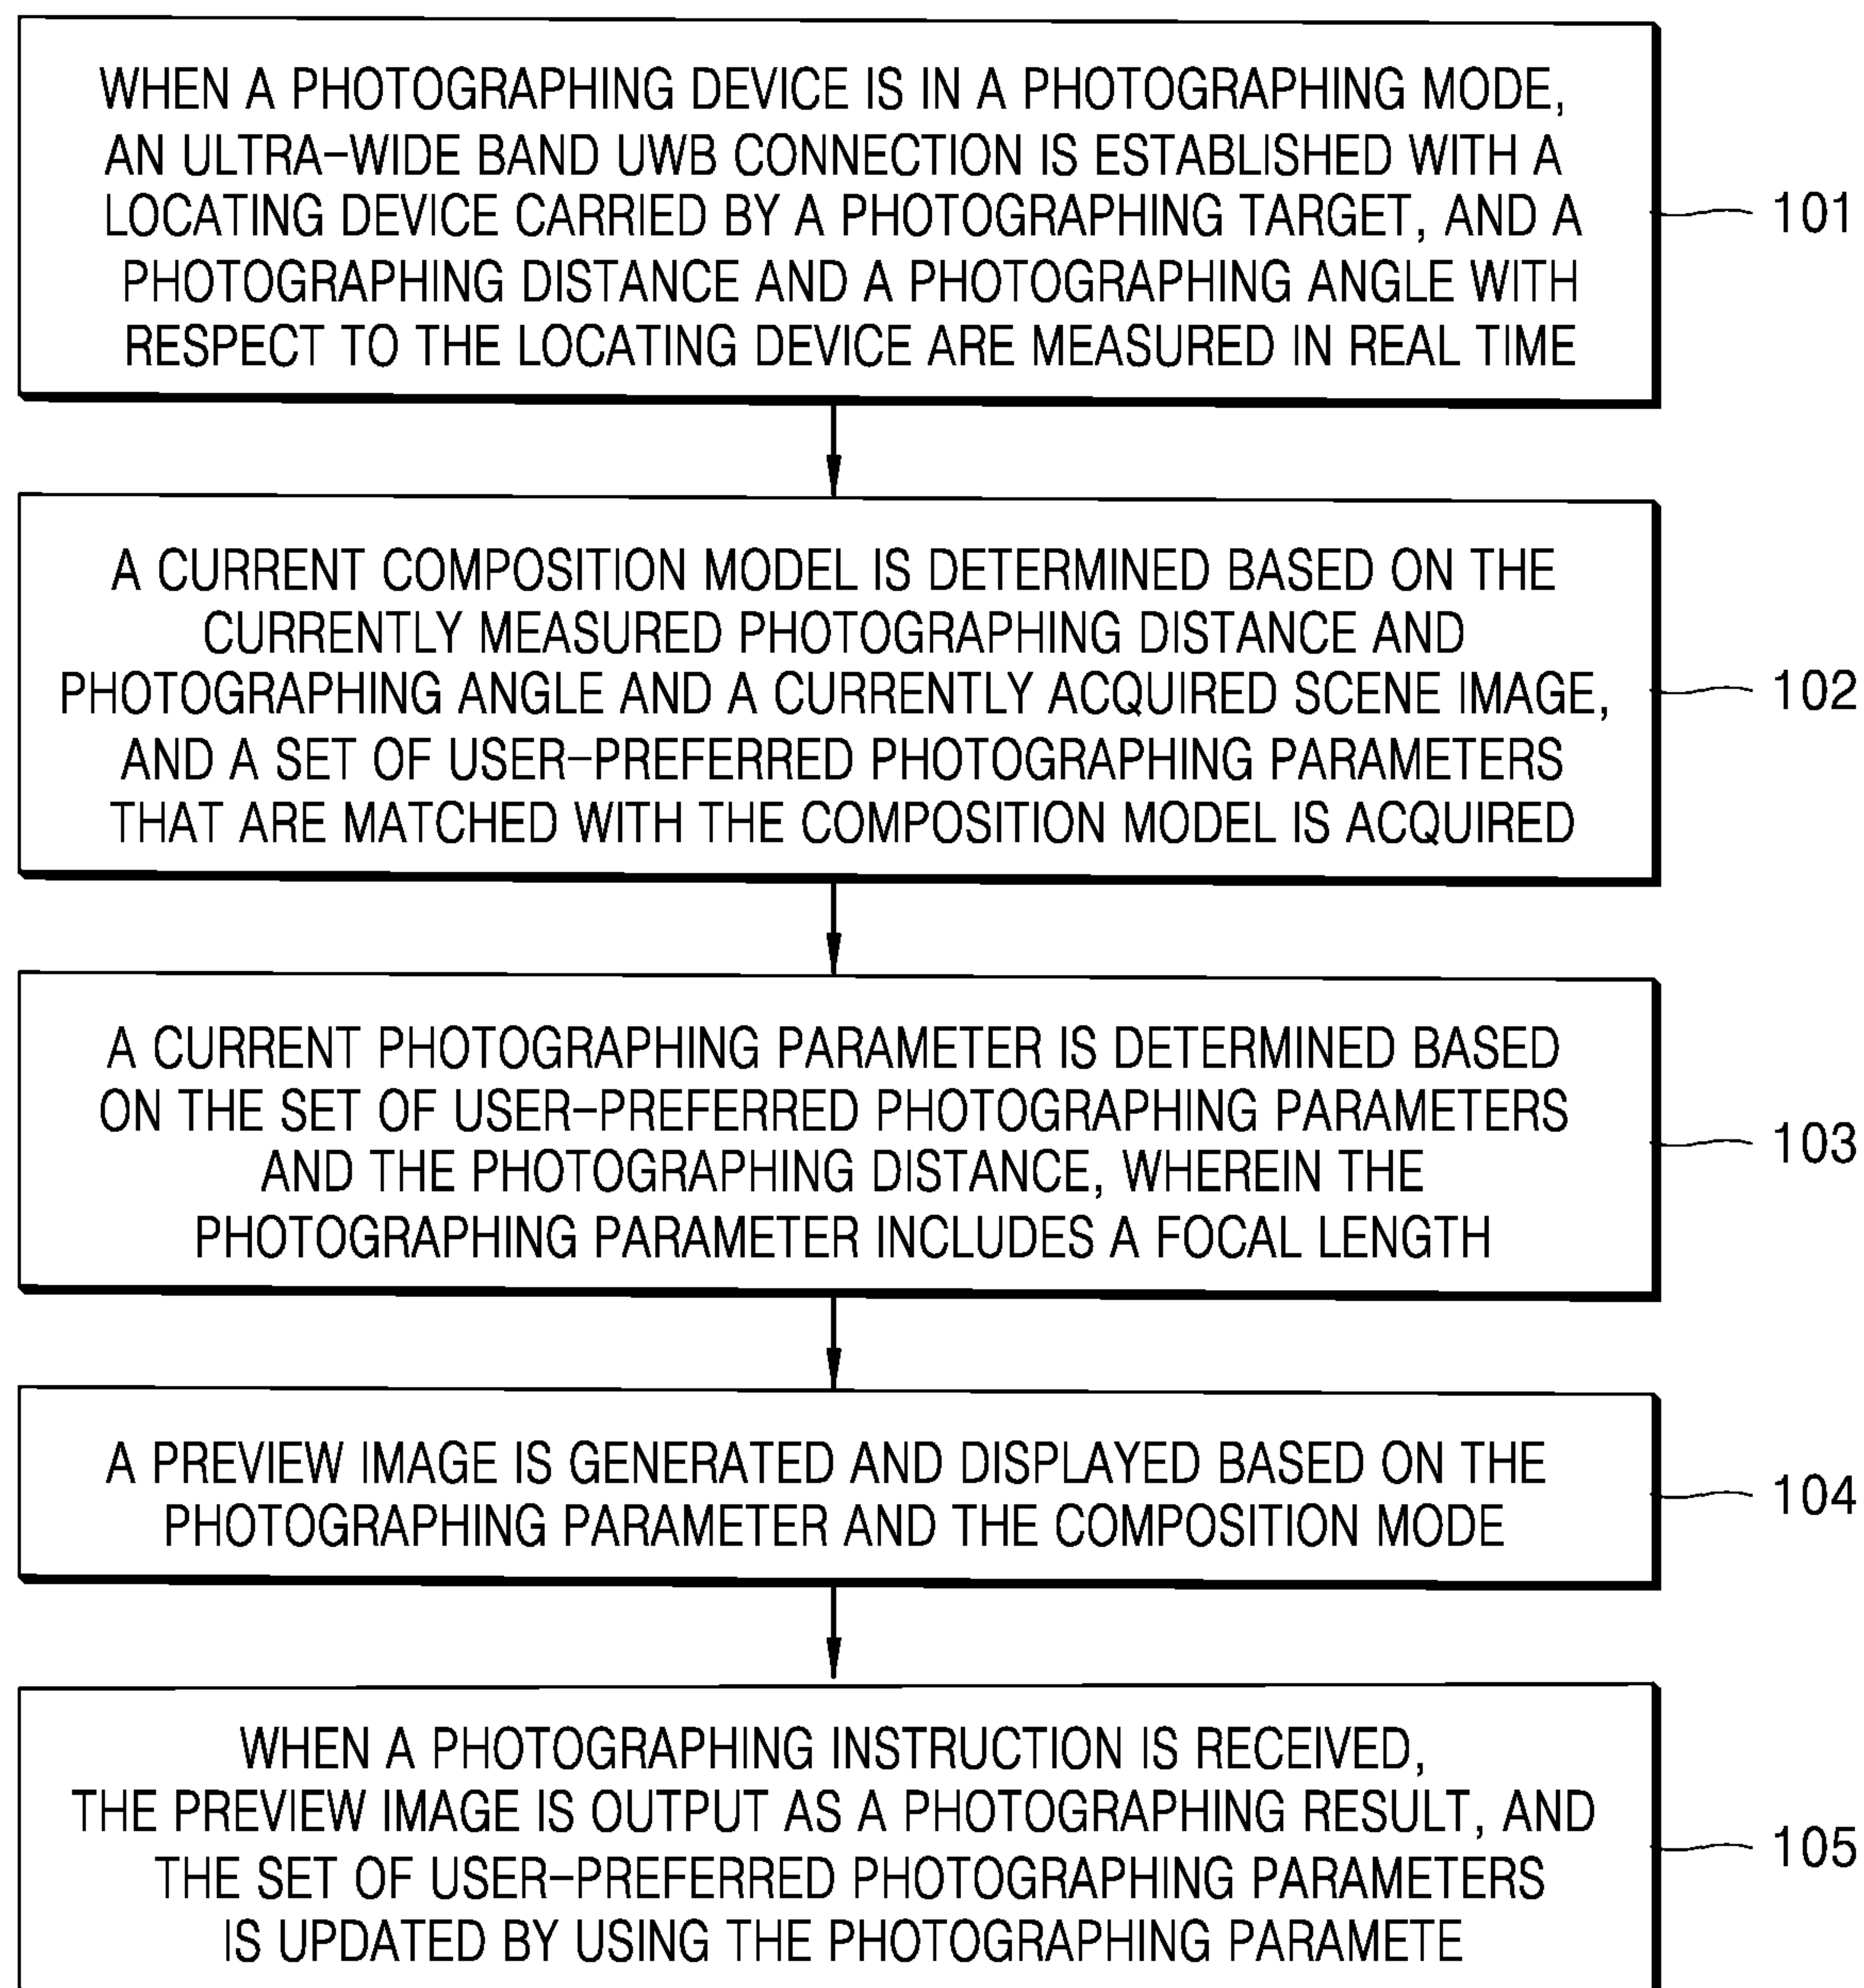 WHEN A PHOTOGRAPHING DEVICE IS IN A PHOTOGRAPHING MODE,
AN ULTRA-WIDE BAND UWB CONNECTION IS ESTABLISHED WITH A
LOCATING DEVICE CARRIED BY A PHOTOGRAPHING TARGET, AND A
PHOTOGRAPHING DISTANCE AND A PHOTOGRAPHING ANGLE WITH
RESPECT TO THE LOCATING DEVICE ARE MEASURED IN REAL TIME
101
A CURRENT COMPOSITION MODEL IS DETERMINED BASED ON THE
CURRENTLY MEASURED PHOTOGRAPHING DISTANCE AND
PHOTOGRAPHING ANGLE AND A CURRENTLY ACQUIRED SCENE IMAGE,
AND A SET OF USER-PREFERRED PHOTOGRAPHING PARAMETERS
THAT ARE MATCHED WITH THE COMPOSITION MODEL IS ACQUIRED
102
A CURRENT PHOTOGRAPHING PARAMETER IS DETERMINED BASED
ON THE SET OF USER-PREFERRED PHOTOGRAPHING PARAMETERS
AND THE PHOTOGRAPHING DISTANCE, WHEREIN THE
PHOTOGRAPHING PARAMETER INCLUDES A FOCAL LENGTH
103
A PREVIEW IMAGE IS GENERATED AND DISPLAYED BASED ON THE
PHOTOGRAPHING PARAMETER AND THE COMPOSITION MODE
104
WHEN A PHOTOGRAPHING INSTRUCTION IS RECEIVED,
THE PREVIEW IMAGE IS OUTPUT AS A PHOTOGRAPHING RESULT, AND
THE SET OF USER-PREFERRED PHOTOGRAPHING PARAMETERS
IS UPDATED BY USING THE PHOTOGRAPHING PARAMETE
105